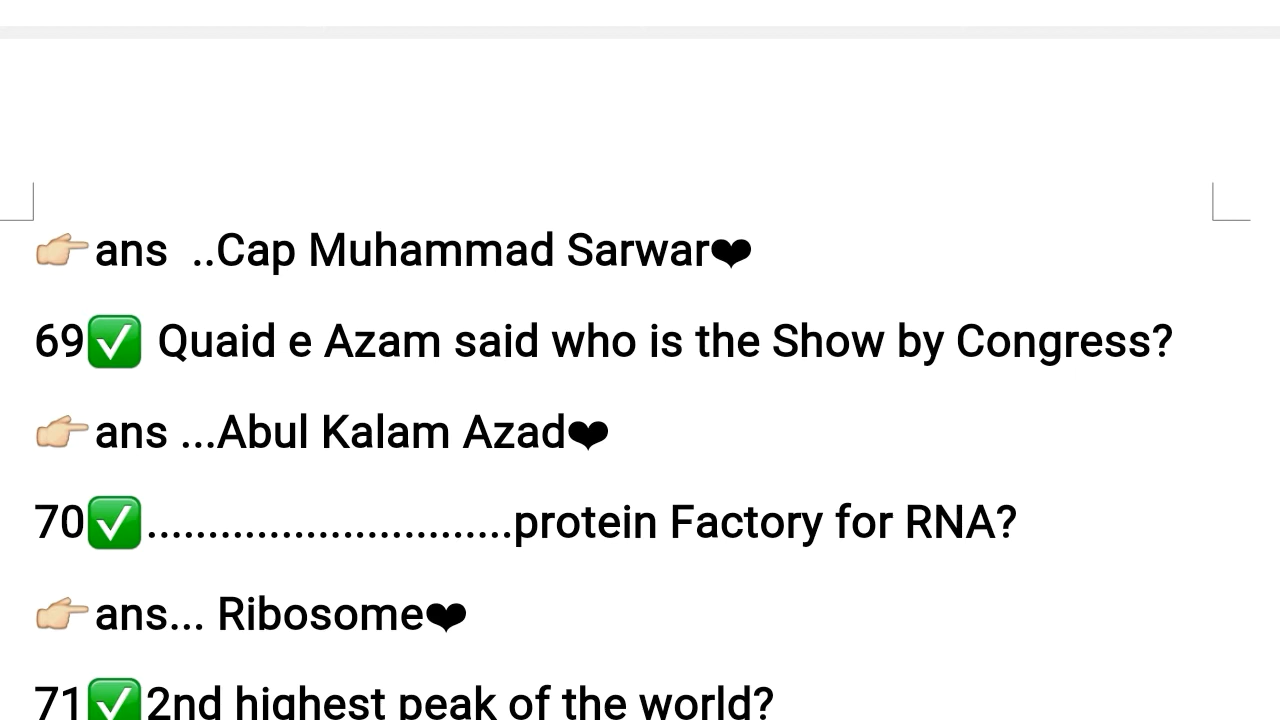 👉🏼ans  ..Cap Muhammad Sarwar❤
69✅ Quaid e Azam said who is the Show by Congress?
👉🏼ans ...Abul Kalam Azad❤
70✅..............................protein Factory for RNA?
👉🏼ans... Ribosome❤
71✅2nd highest peak of the world?